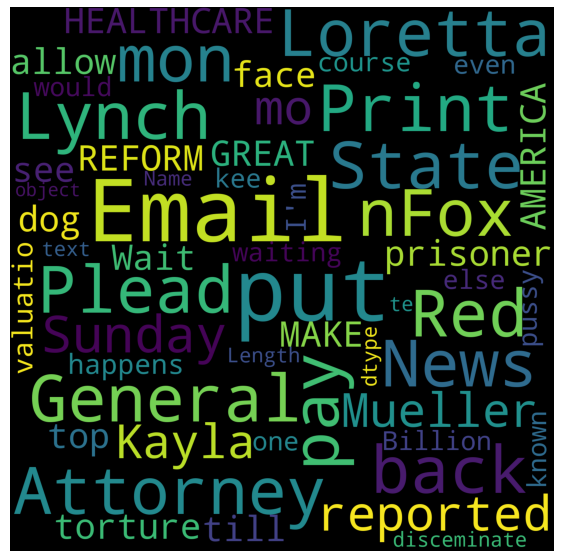 HEALTHCARE
Loretta
allow
mon
face
course
even
would
Lynch
mo
Print
AMERICA
see
REFORM
GREAT
State
object
Name
kee
I'm
dog
Email
nFox
text
Wait
waiting
prisoner
valuatio
Plead
put
te
else
pussy
Sunday
MAKE
Red
happens
Length
dtype
News
General
pay
Mueller
top
Kayla
one
Billion
known
back
Attorney
reported
torture
till
disceminate